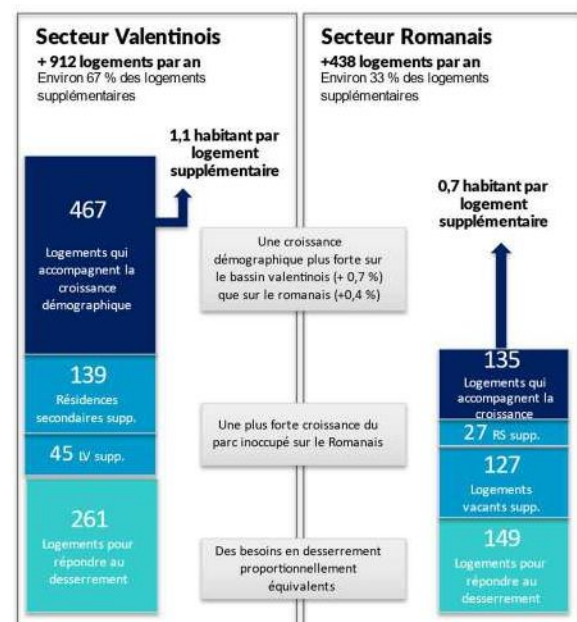 Secteur Valentinois
+ 912 logements par an
Environ 67 % des logements
supplémentaires
1,1 habitant par
logement
supplémentaire
467
Logements qui
accompagnent la
croissance
démographique
139
Résidences
secondaires supp.
45 LV supp.
261
Logements pour
répondre au
desserrement
Une croissance
démographique plus forte sur
le bassin valentinois (+ 0,7 %)
que sur le romanais (+0,4 %)
Une plus forte croissance du
parc inoccupé sur le Romanais
Des besoins en desserrement
proportionnellement
équivalents
Secteur Romanais
+438 logements par an
Environ 33 % des logements
supplémentaires
0,7 habitant par
logement
supplémentaire
135
Logements qui
accompagnent la
croissance
27 RS supp.
127
Logements
vacants supp.
149
Logements pour
répondre au
desserrement